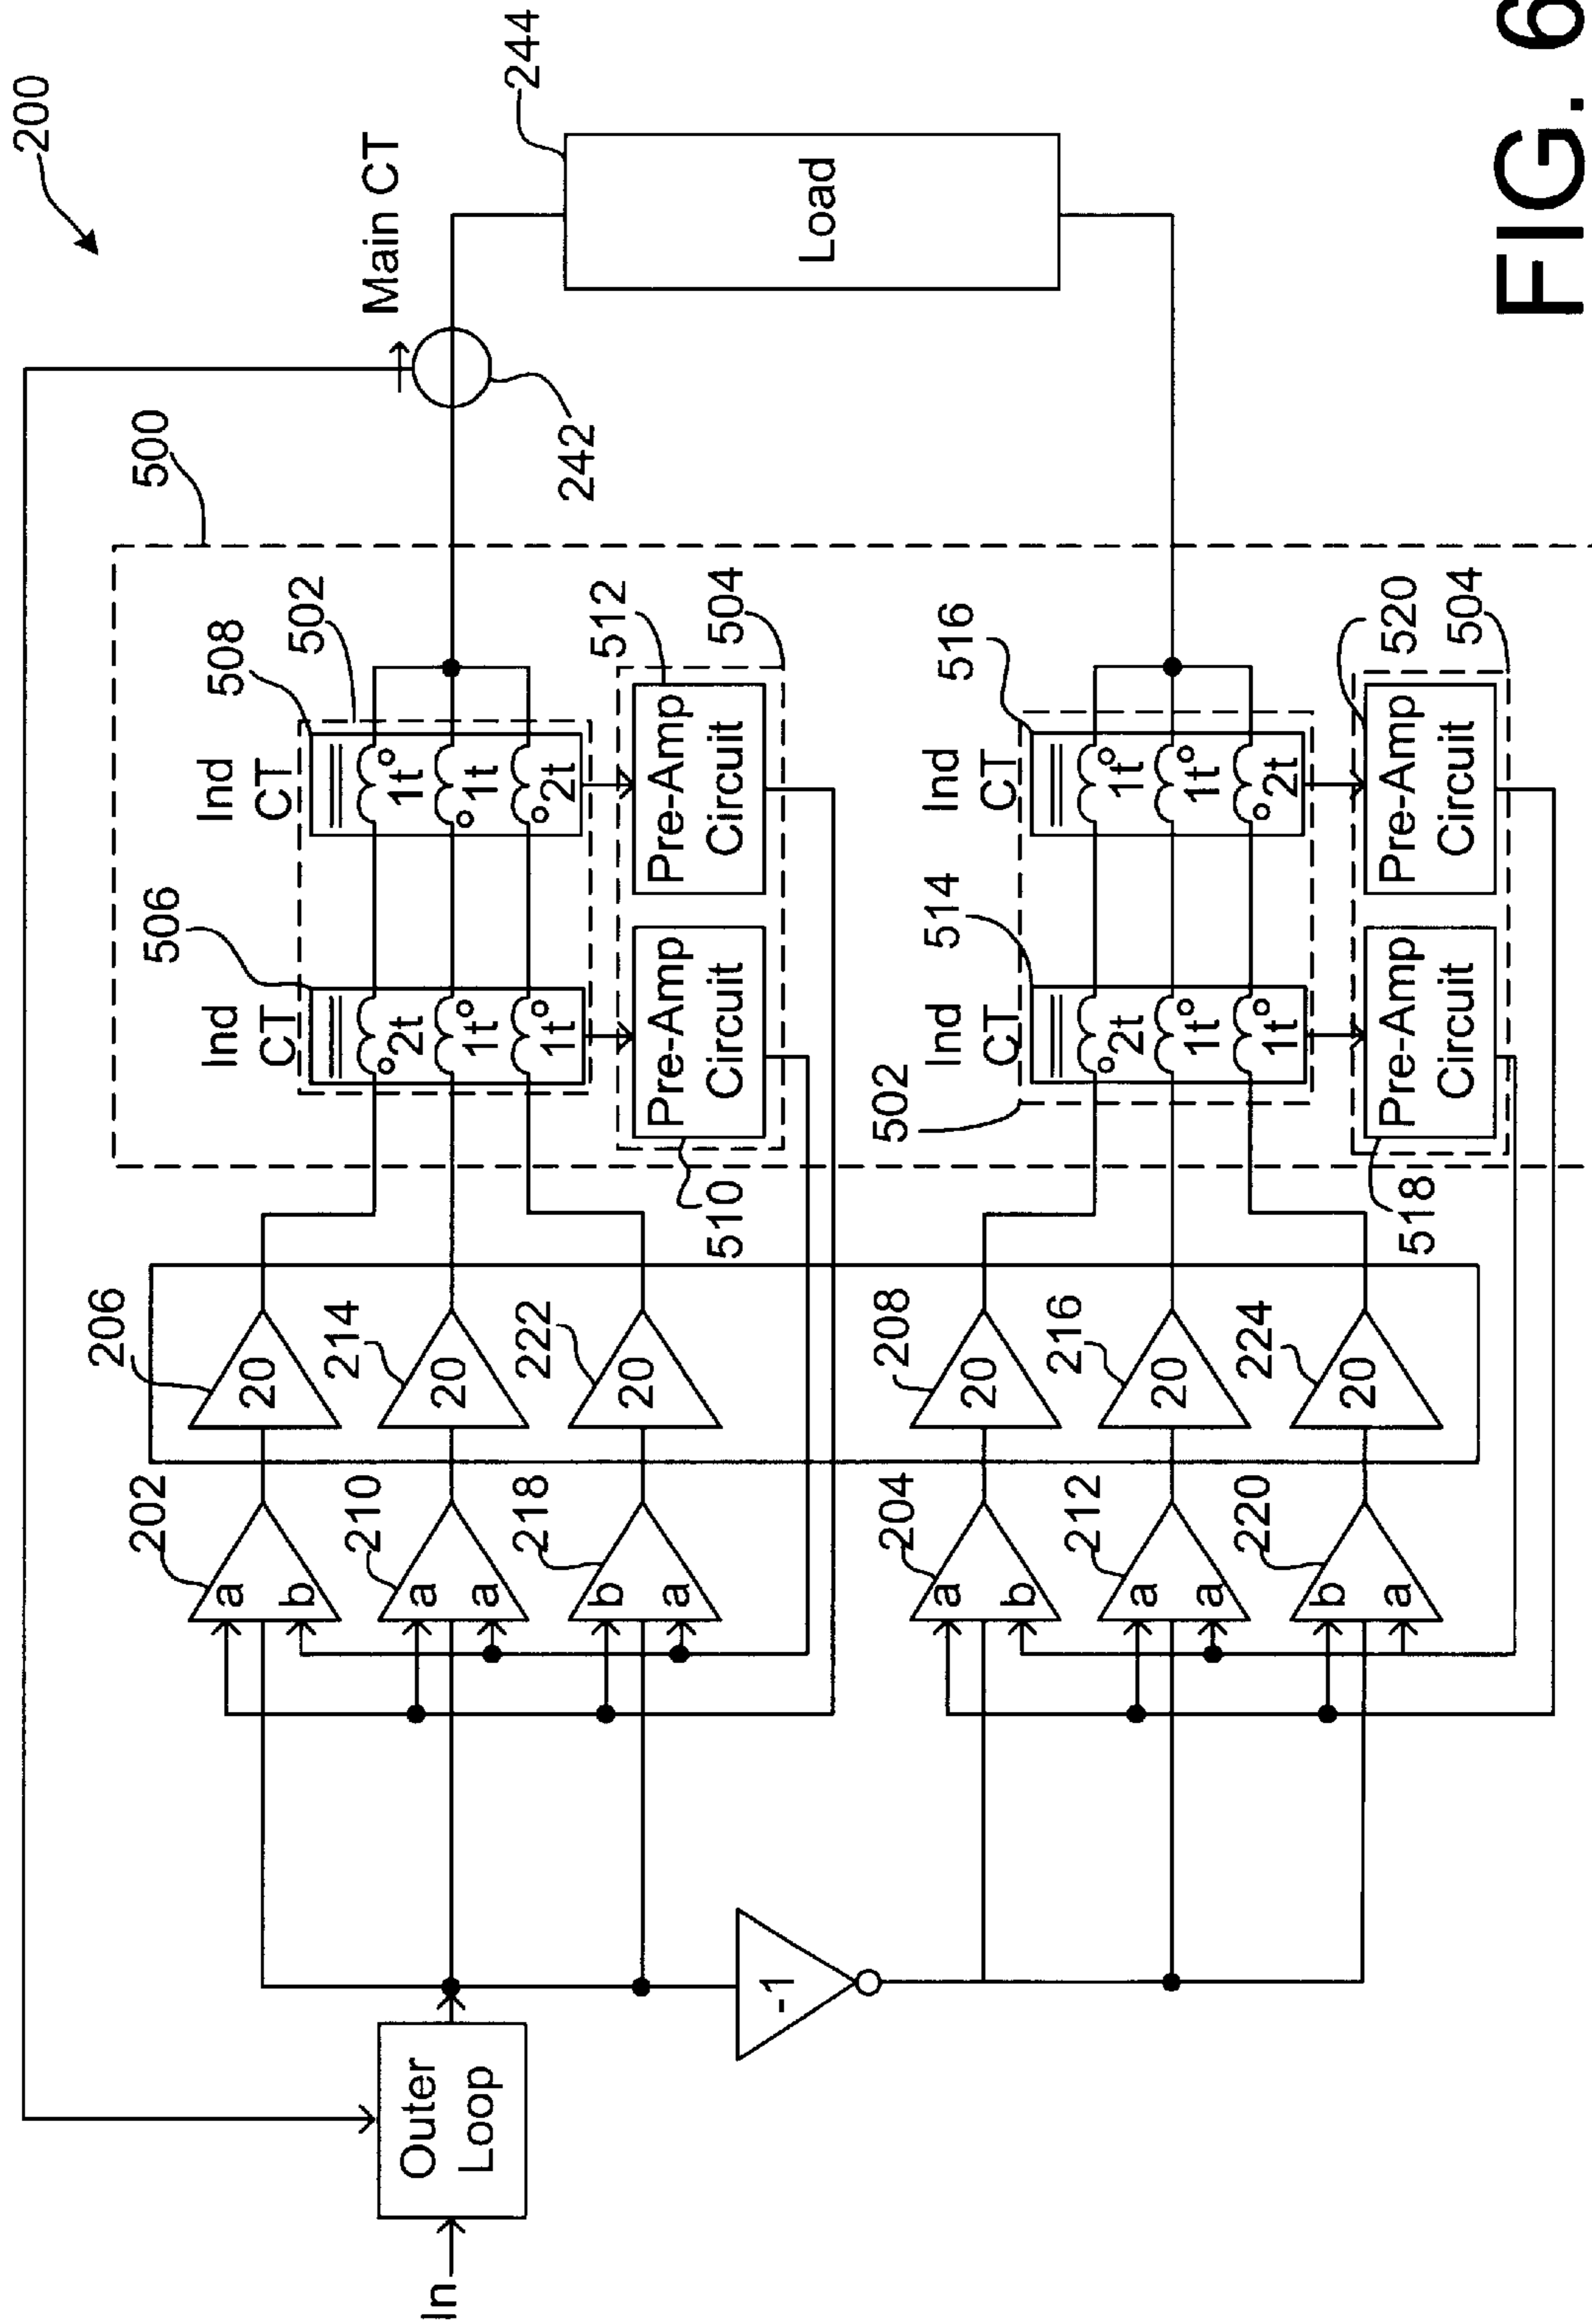 200
Main CT
244
Load
242
500
508
502
506
Ind
CT
Ind
CT
2t
1t
1t
1t
1t
2t
512
504
Pre-Amp
Circuit
Pre-Amp
Circuit
510
516
514
502
Ind
CT
Ind
CT
2t
1t
1t
1t
1t
2t
520
504
Pre-Amp
Circuit
Pre-Amp
Circuit
518
206
20
214
20
222
20
208
20
216
20
224
20
202
a
b
210
a
a
218
b
a
204
a
b
212
a
a
220
b
a
-1
Outer
Loop
In
FIG. 6